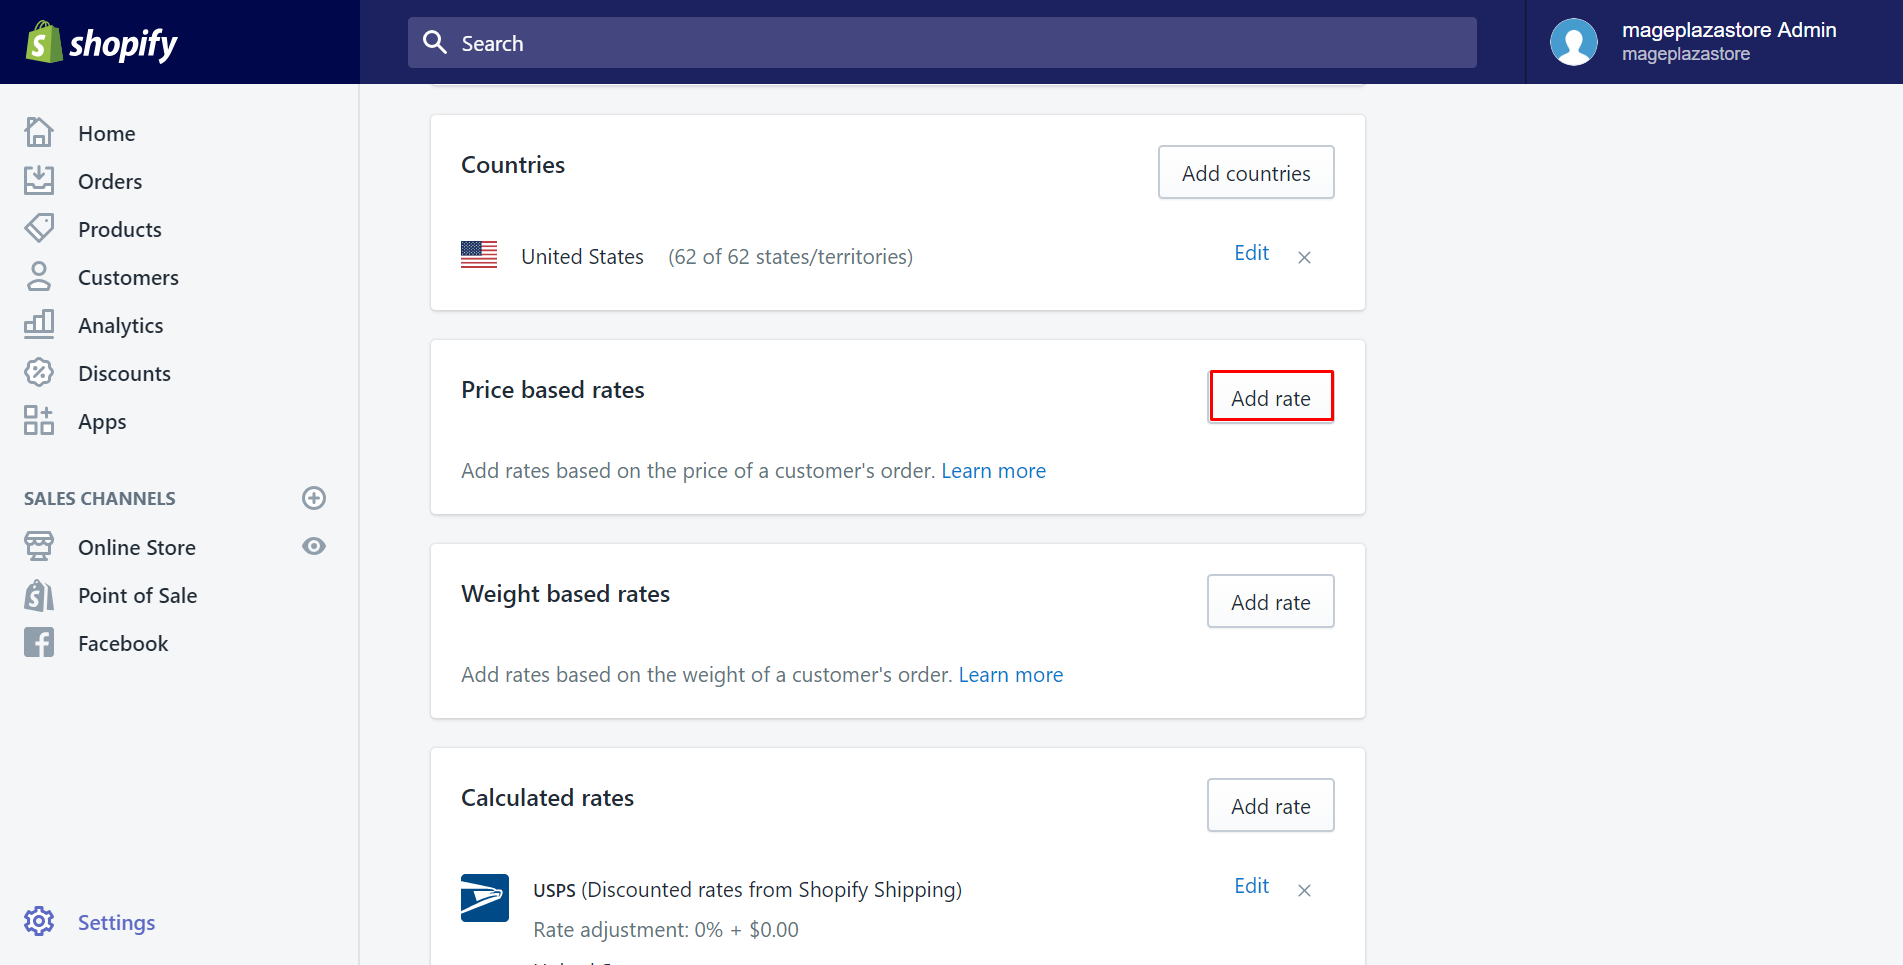 shopify
Search
mageplazastore Admin
mageplazastore
Home
Orders
Products
Customers
Analytics
Discounts
Apps
SALES CHANNELS
Online Store
Point of Sale
Facebook
Settings
Countries
Add countries
United States (62 of 62 states/territories)
Edit
Price based rates
Add rate
Add rates based on the price of a customer's order. Learn more
Weight based rates
Add rate
Add rates based on the weight of a customer's order. Learn more
Calculated rates
Add rate
USPS (Discounted rates from Shopify Shipping)
Edit
Rate adjustment: 0% + $0.00